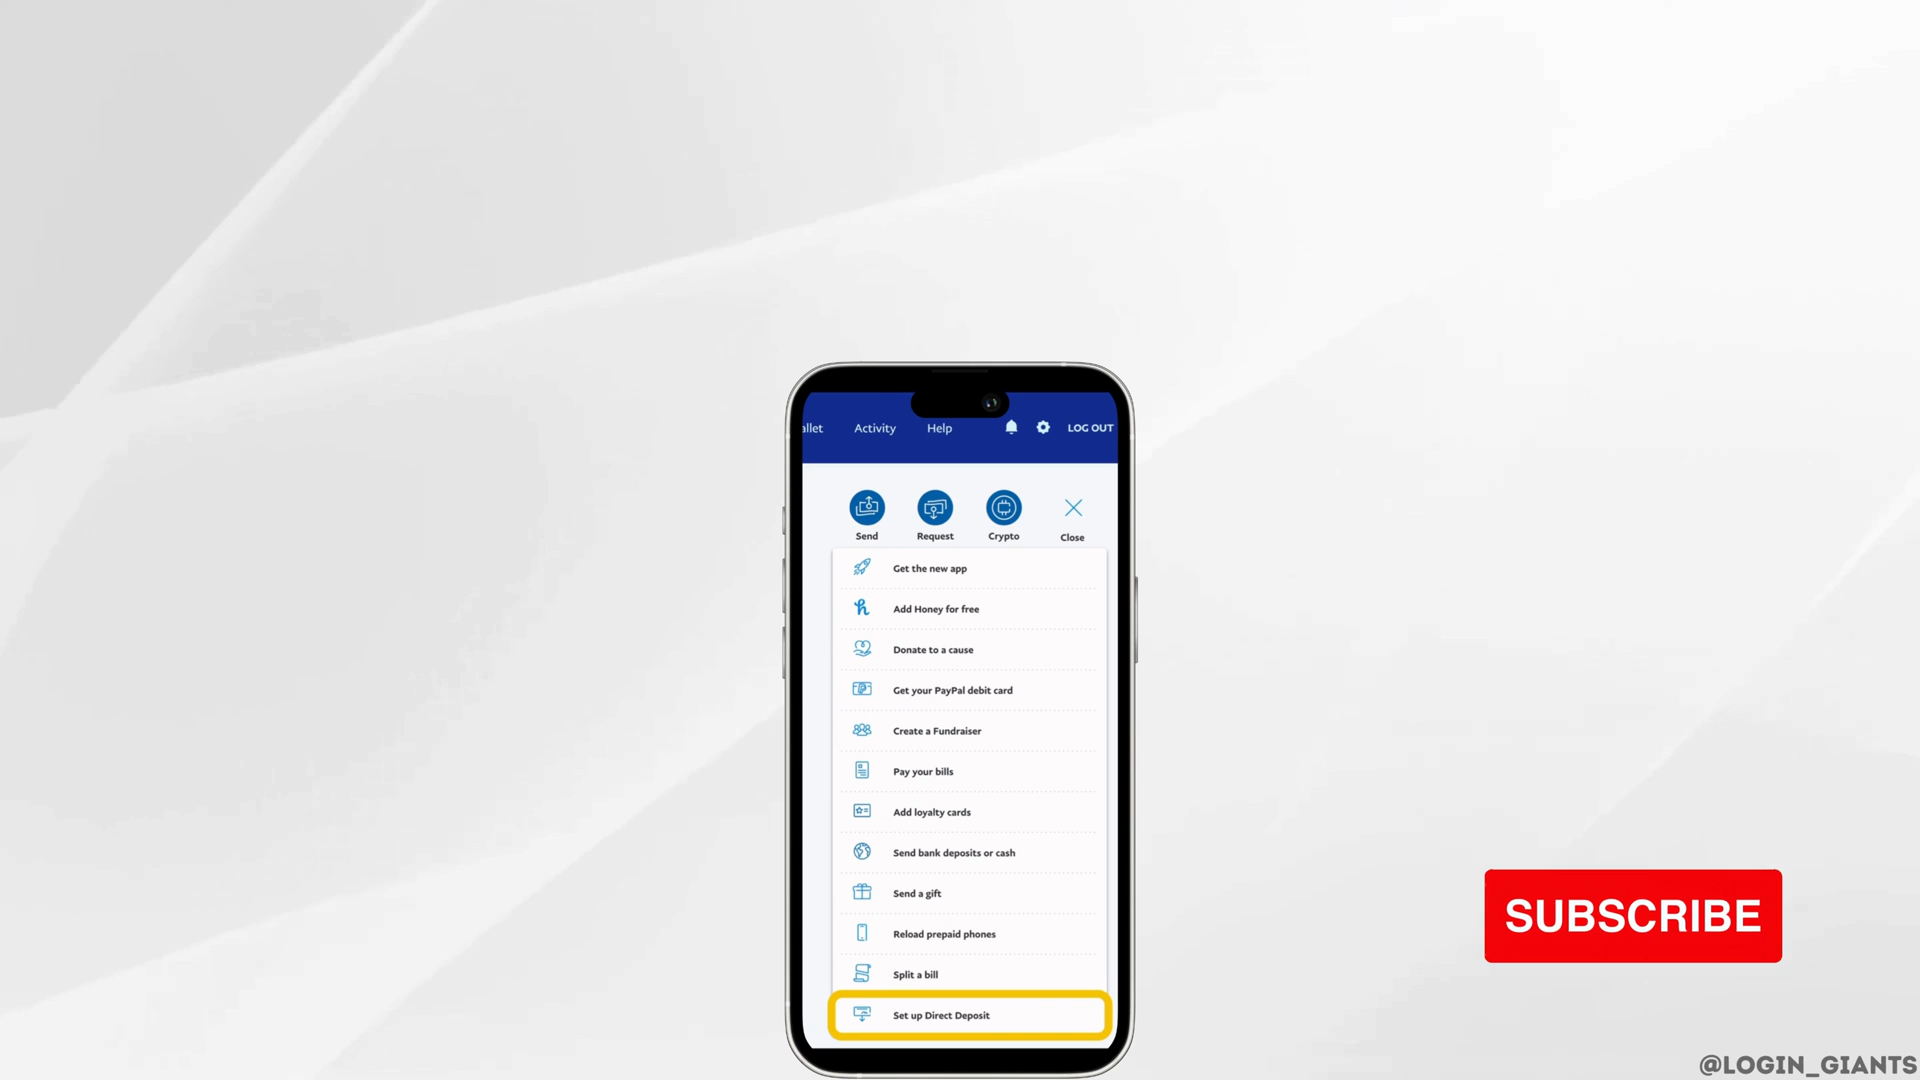 allet Activity Help LOG OUT
Send Request Crypto Close
Get the new app
Add Honey for free
Donate to a cause
Get your PayPal debit card
Create a Fundraiser
Pay your bills
Add loyalty cards
Send bank deposits or cash
Send a gift
Reload prepaid phones
Split a bill
Set up Direct Deposit
SUBSCRIBE
@LOGIN_GIANTS